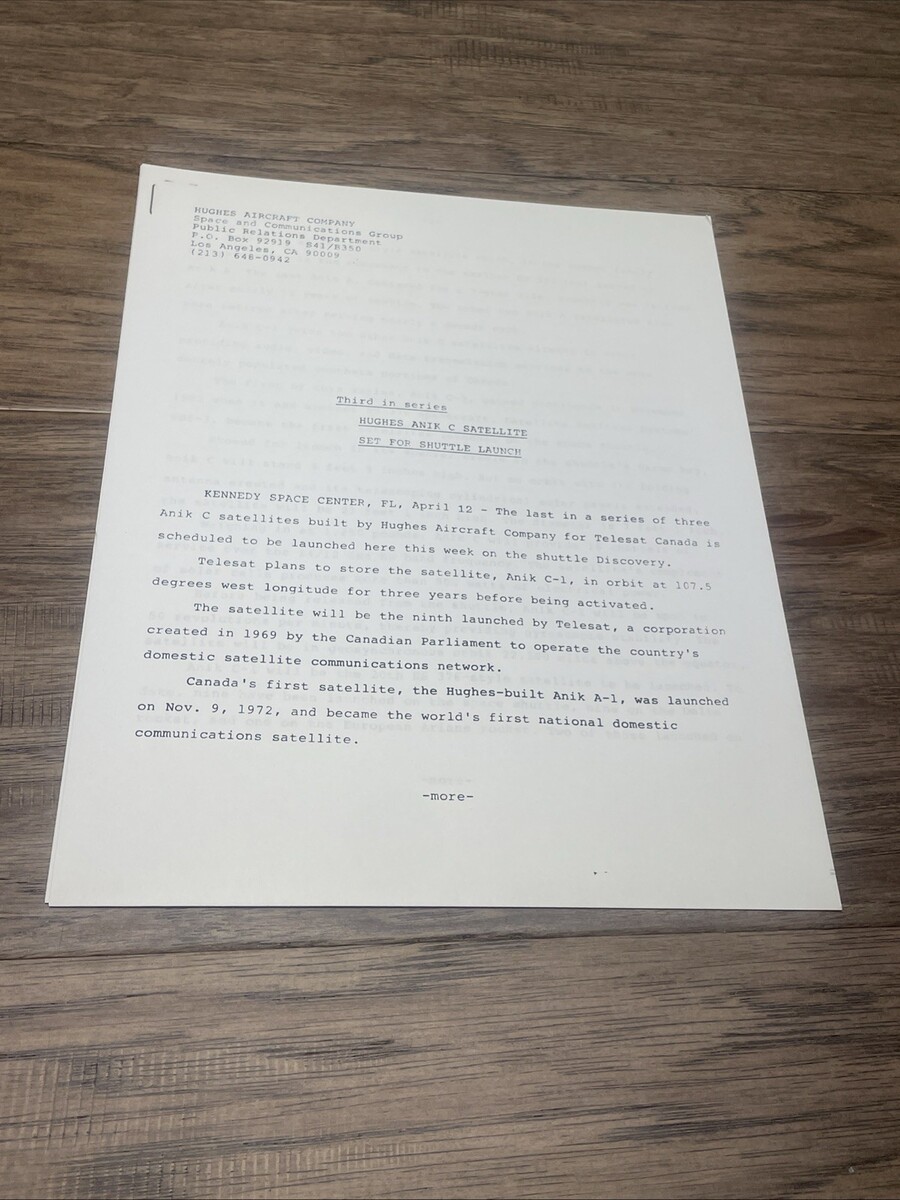 HUGHES AIRCRAFT COMPANY
Space and Communications Group
Public Relations Department
P.O. Box 92919 S41/B350
Los Angeles, CA 90009
(213) 648-0942
Third in series
HUGHES ANIK C SATELLITE
SET FOR SHUTTLE LAUNCH
KENNEDY SPACE CENTER, FL, April 12 - The last in a series of three
Anik C satellites built by Hughes Aircraft Company for Telesat Canada is
scheduled to be launched here this week on the shuttle Discovery.
Telesat plans to store the satellite, Anik C-1, in orbit at 107.5
degrees west longitude for three years before being activated.
The satellite will be the ninth launched by Telesat, a corporation
created in 1969 by the Canadian Parliament to operate the country's
domestic satellite communications network.
Canada's first satellite, the Hughes-built Anik A-1, was launched
on Nov. 9, 1972, and became the world's first national domestic
communications satellite.
-more-